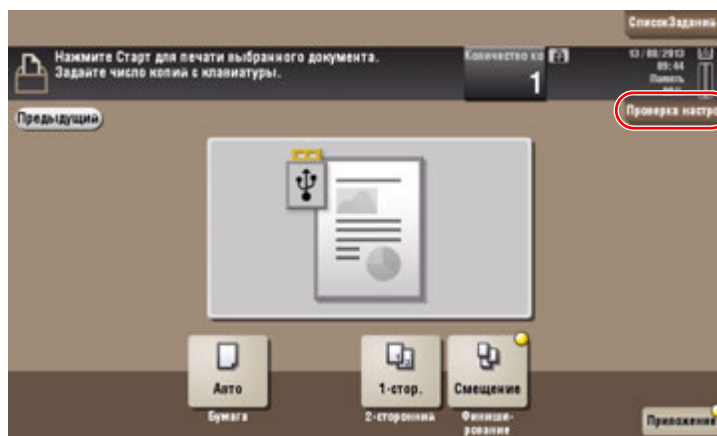 СписокЗаданий
Нажмите Старт для печати выбранного документа.
Задайте число копий с клавиатуры.
Количество ко
1
13/08/2013
09:44
Память
Предыдущий
Проверка настро
Авто
1-стор.
Смещение
Бумага
2-сторонний
Финиши-
рование
Приложение